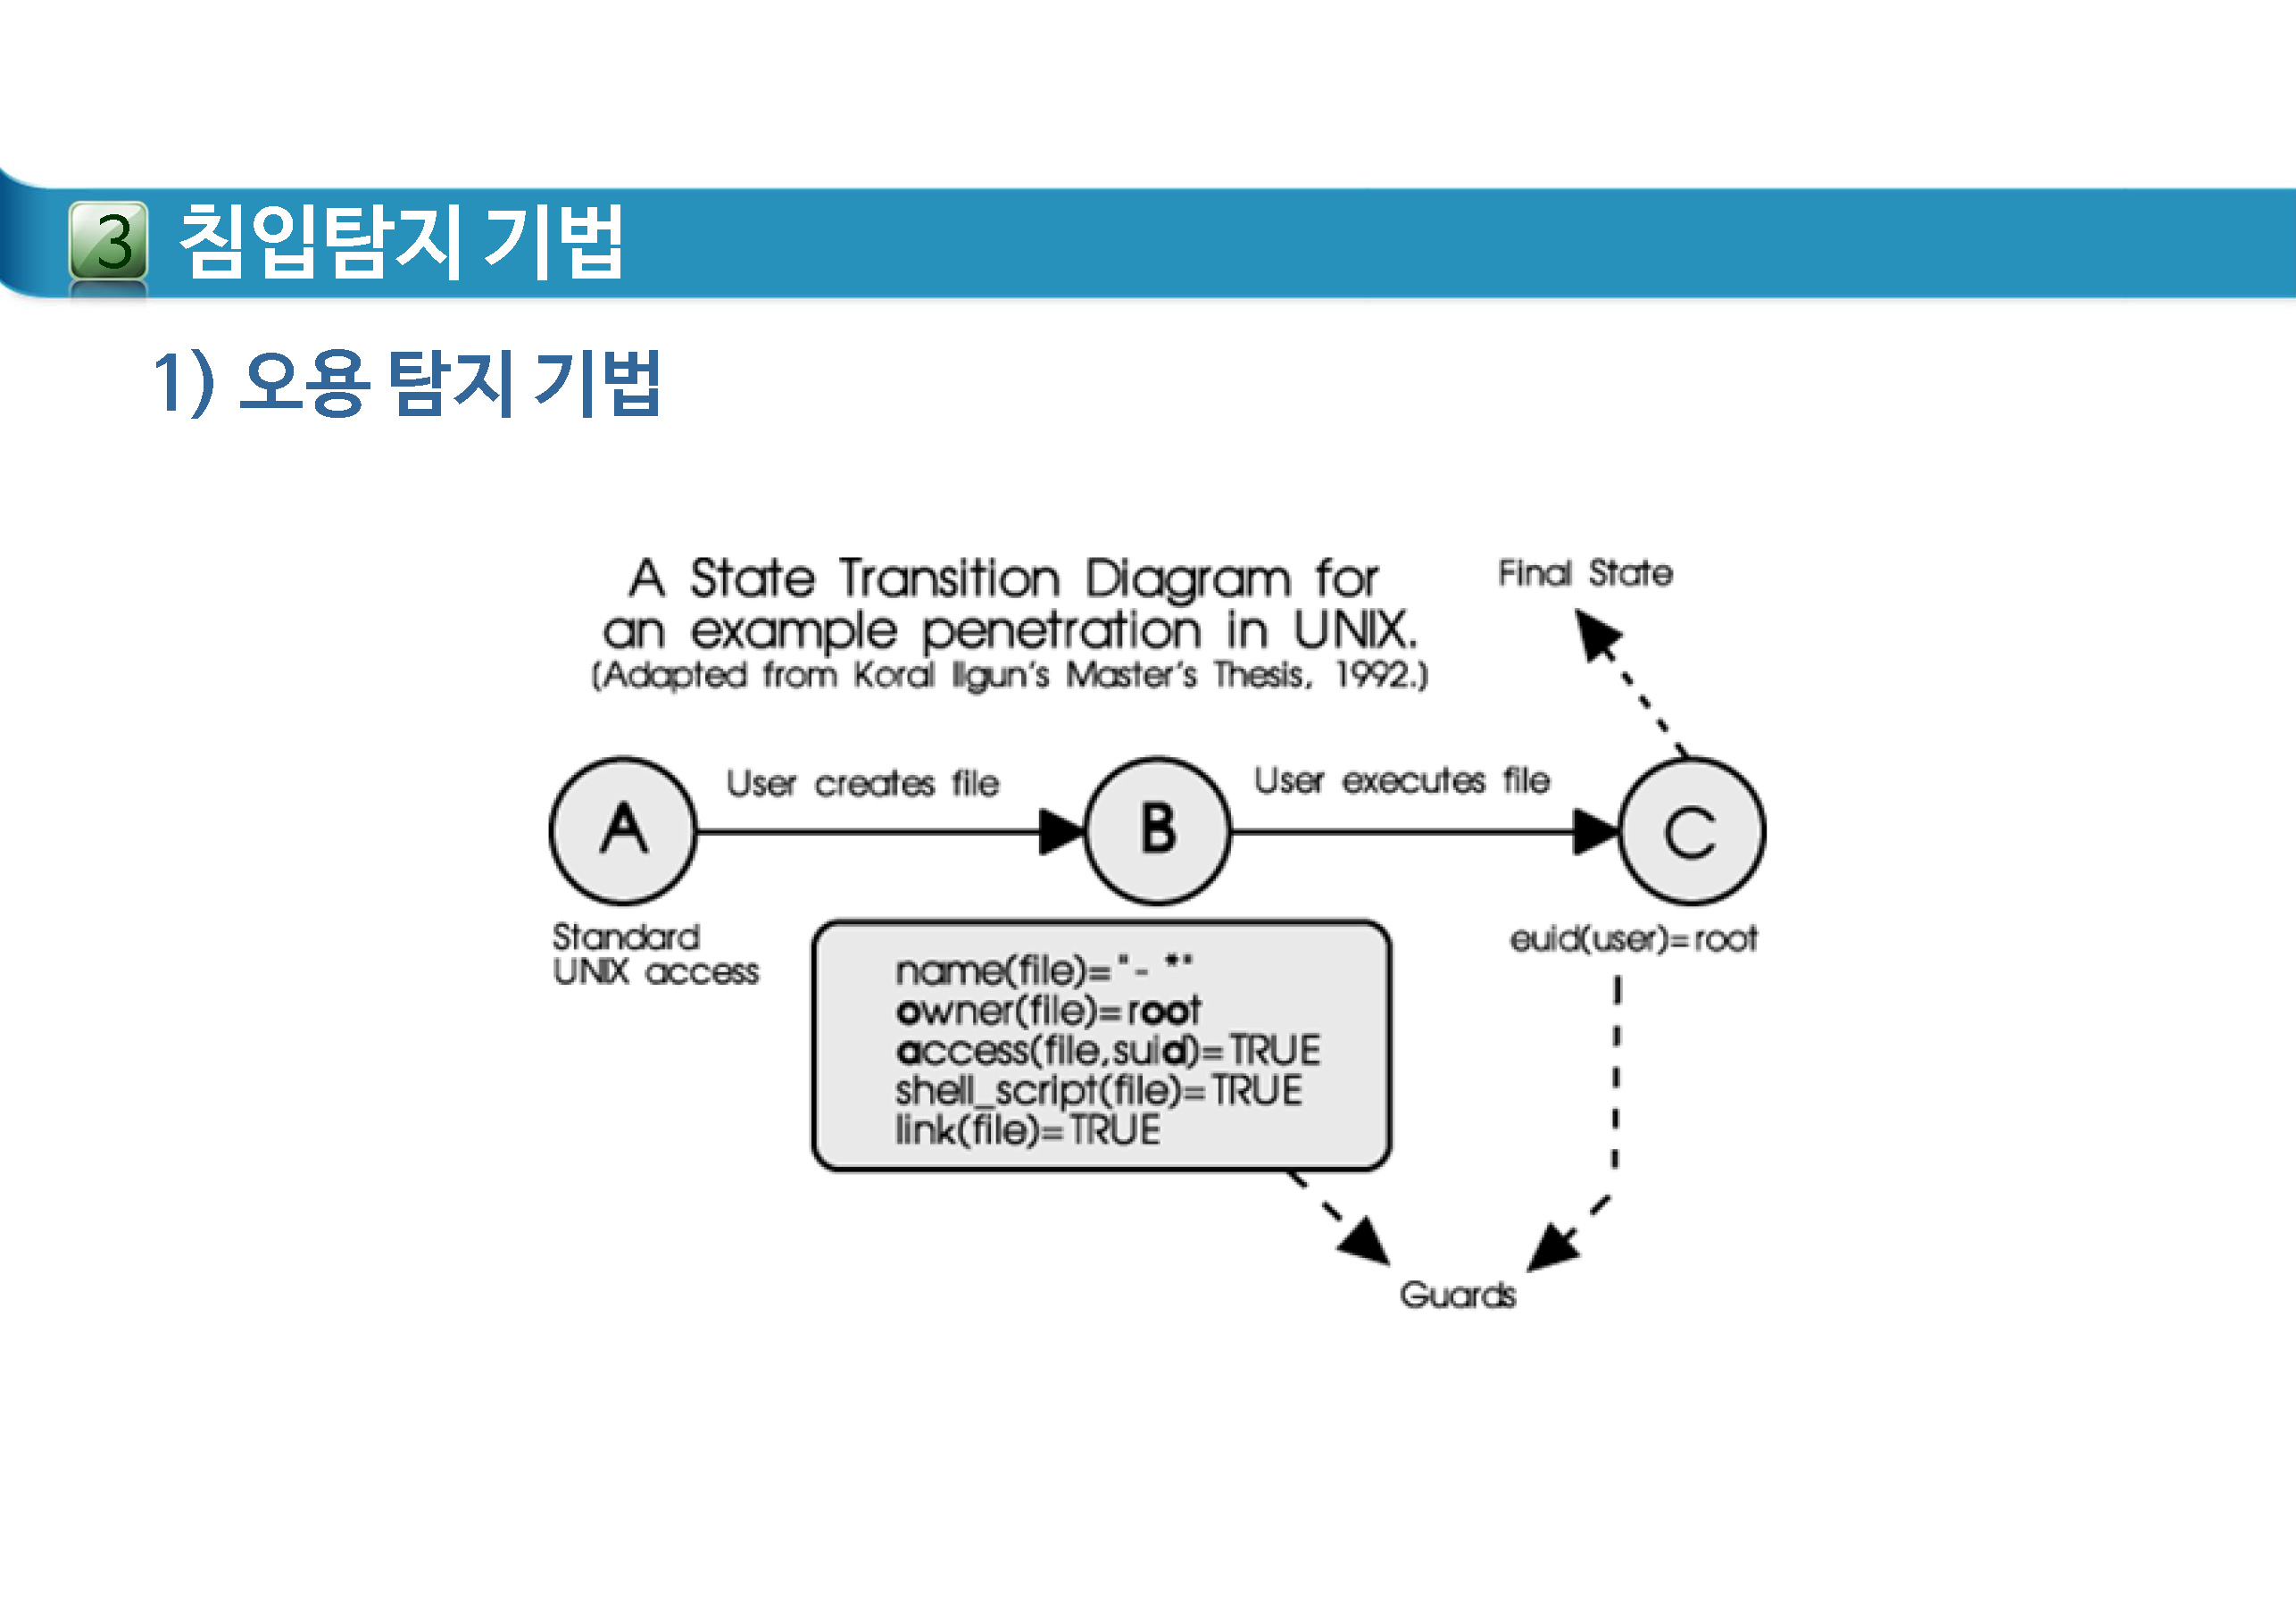 3 침입탐지 기법
1) 오용 탐지 기법
A State Transition Diagram for
an example penetration in UNIX.
(Adapted from Koral Ilgun's Master's Thesis, 1992.)
Final State
User creates file
User executes file
A
B
C
Standard
UNIX access
euid(user)=root
name(file)="- *"
owner(file)=root
access(file,suid)=TRUE
shell_script(file)=TRUE
link(file)=TRUE
Guards